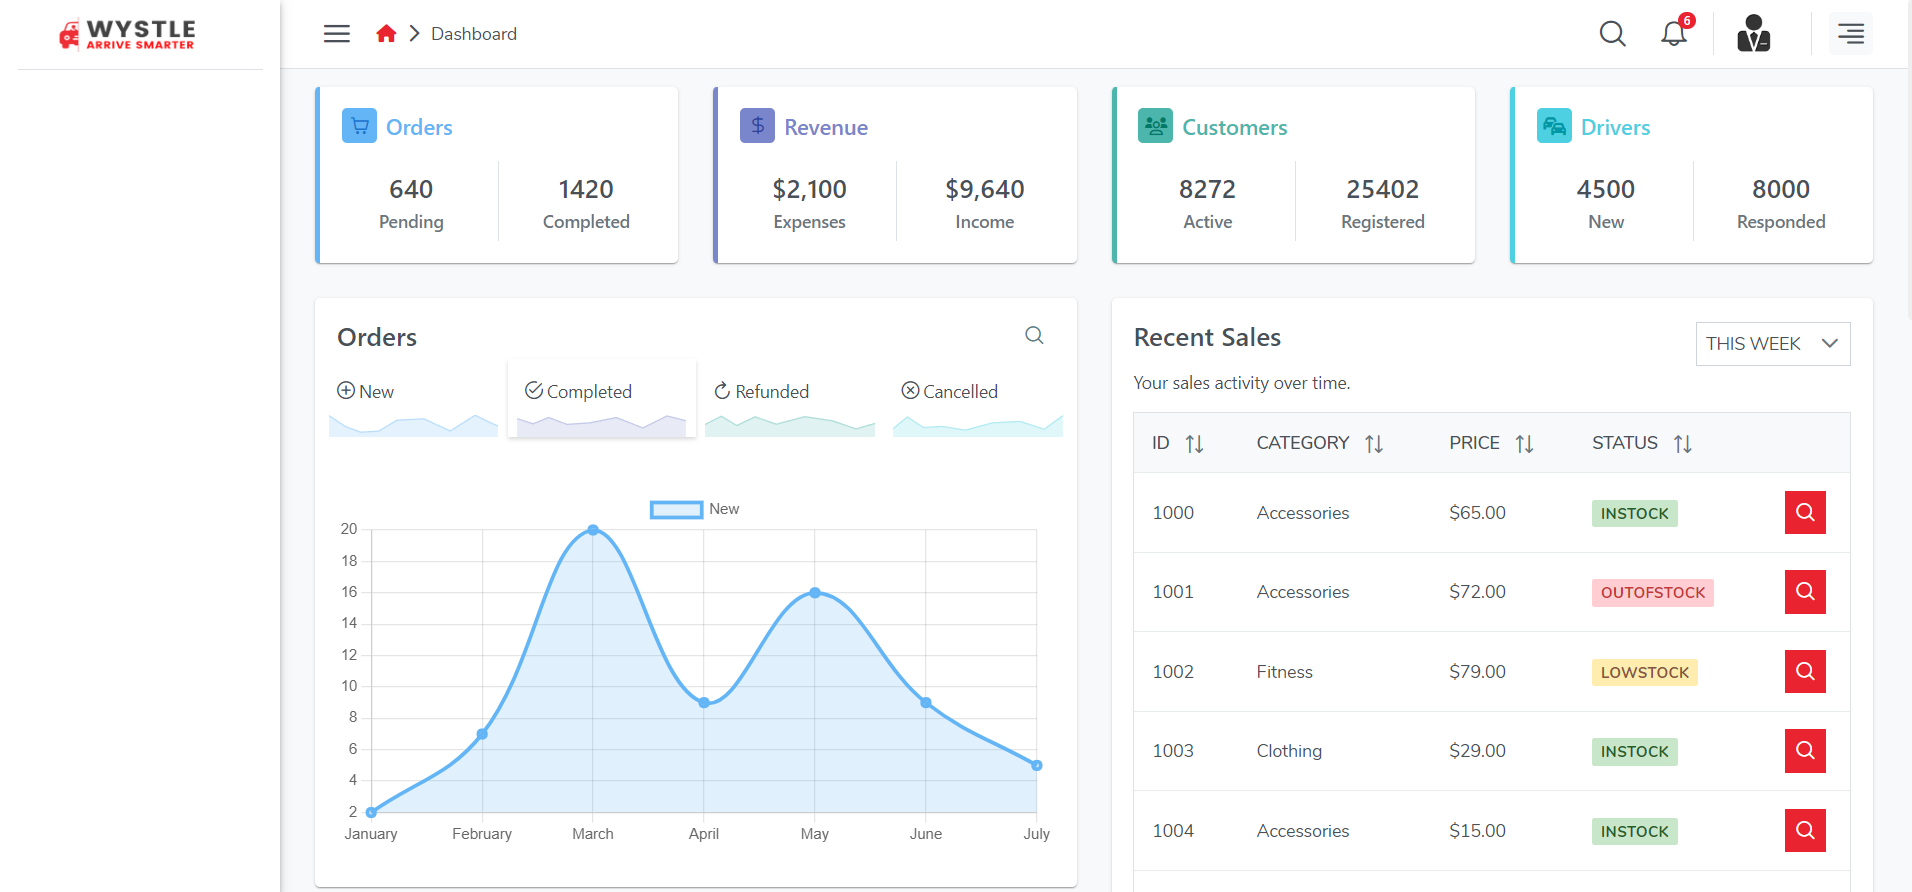 WYSTLE
ARRIVE SMARTER
Dashboard
6
Orders
640
Pending
1420
Completed
Revenue
$2,100
Expenses
$9,640
Income
Customers
8272
Active
25402
Registered
Drivers
4500
New
8000
Responded
Orders
New
Completed
Refunded
Cancelled
New
20
18
16
14
12
10
8
6
4
2
January February March April May June July
Recent Sales
THIS WEEK
Your sales activity over time.
ID CATEGORY PRICE STATUS
1000 Accessories $65.00 INSTOCK
1001 Accessories $72.00 OUTOFSTOCK
1002 Fitness $79.00 LOWSTOCK
1003 Clothing $29.00 INSTOCK
1004 Accessories $15.00 INSTOCK